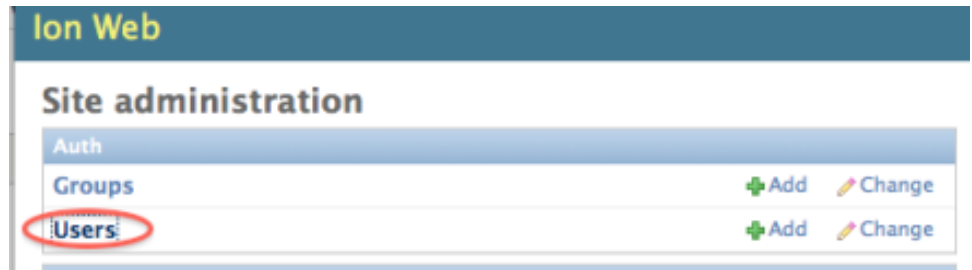 Ion Web
Site administration
Auth
Groups Add Change
Users Add Change